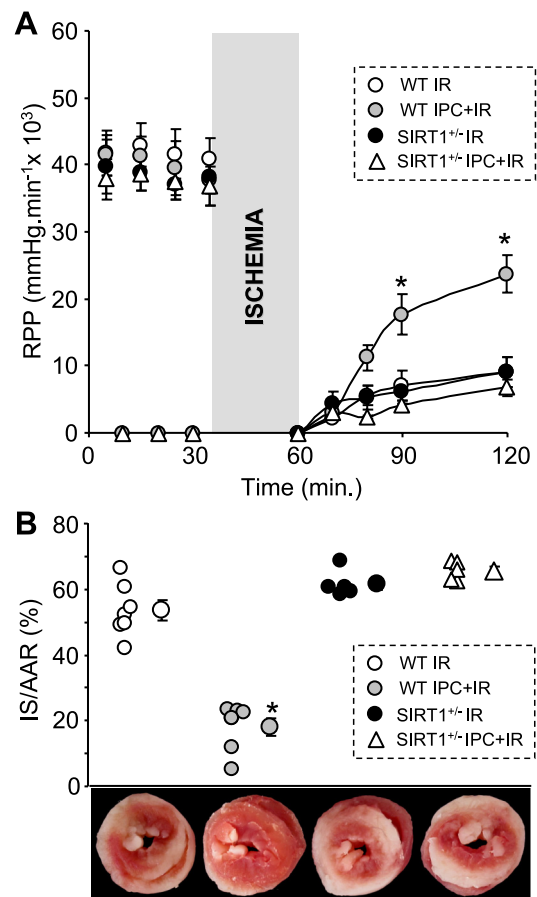 A
RPP (mmHg.min⁻¹x 10³)
60
50
40
30
20
10
0
ISCHEMIA
WT IR
WT IPC+IR
SIRT1⁺/⁻ IR
SIRT1⁺/⁻ IPC+IR
*
*
0 30 60 90 120
Time (min.)
B
IS/AAR (%)
80
60
40
20
0
*
WT IR
WT IPC+IR
SIRT1⁺/⁻ IR
SIRT1⁺/⁻ IPC+IR